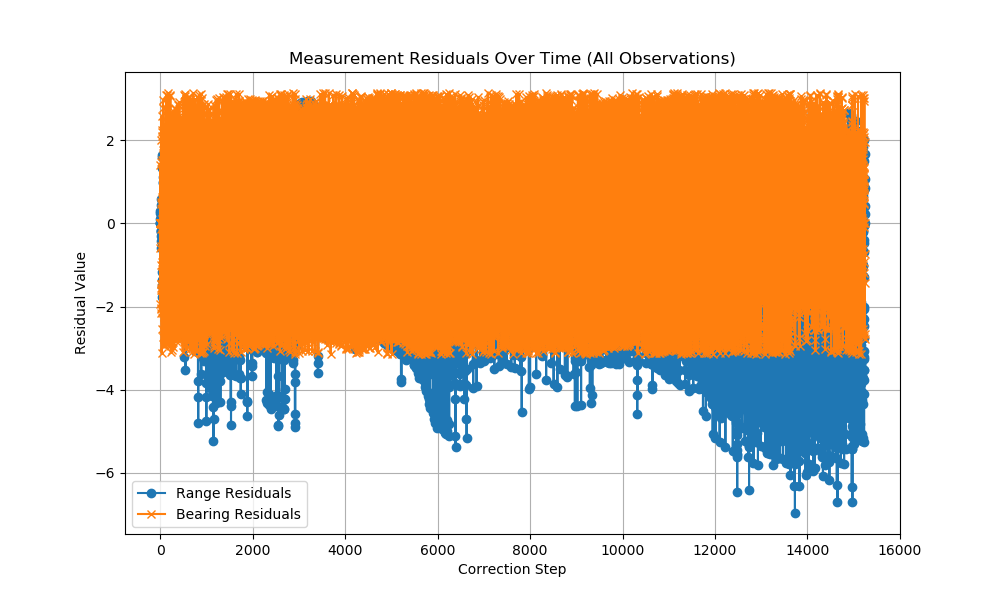 Measurement Residuals Over Time (All Observations)
Residual Value
2
0
−2
−4
−6
Range Residuals
Bearing Residuals
0 2000 4000 6000 8000 10000 12000 14000 16000
Correction Step